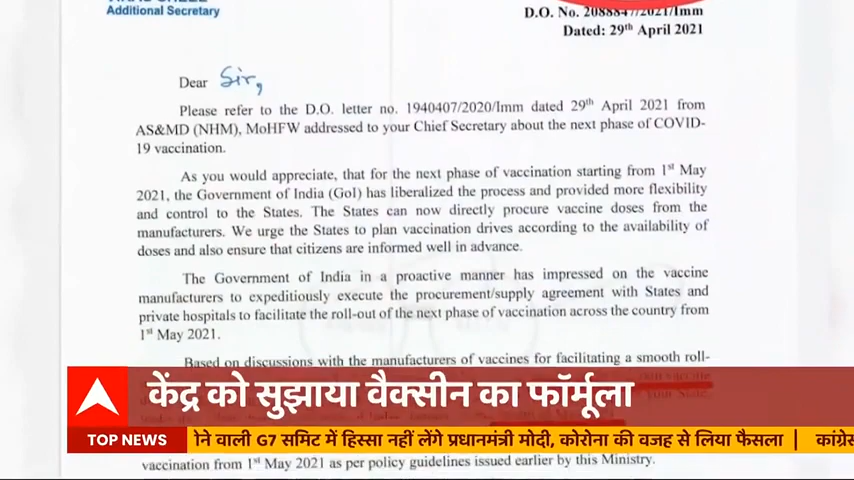 Additional Secretary
D.O. No. 2088847/2021/Imm
Dated: 29th April 2021
Dear Sir,
Please refer to the D.O. letter no. 1940407/2020/Imm dated 29th April 2021 from
AS&MD (NHM), MoHFW addressed to your Chief Secretary about the next phase of COVID-
19 vaccination.
As you would appreciate, that for the next phase of vaccination starting from 1st May
2021, the Government of India (GoI) has liberalized the process and provided more flexibility
and control to the States. The States can now directly procure vaccine doses from the
manufacturers. We urge the States to plan vaccination drives according to the availability of
doses and also ensure that citizens are informed well in advance.
The Government of India in a proactive manner has impressed on the vaccine
manufacturers to expeditiously execute the procurement/supply agreement with States and
private hospitals to facilitate the roll-out of the next phase of vaccination across the country from
1st May 2021.
Based on discussions with the manufacturers of vaccines for facilitating a smooth roll-
केंद्र को सुझाया वैक्सीन का फॉर्मूला
TOP NEWS
ोने वाली G7 समिट में हिस्सा नहीं लेंगे प्रधानमंत्री मोदी, कोरोना की वजह से लिया फैसला | कांग्रेस
vaccination from 1st May 2021 as per policy guidelines issued earlier by this Ministry.